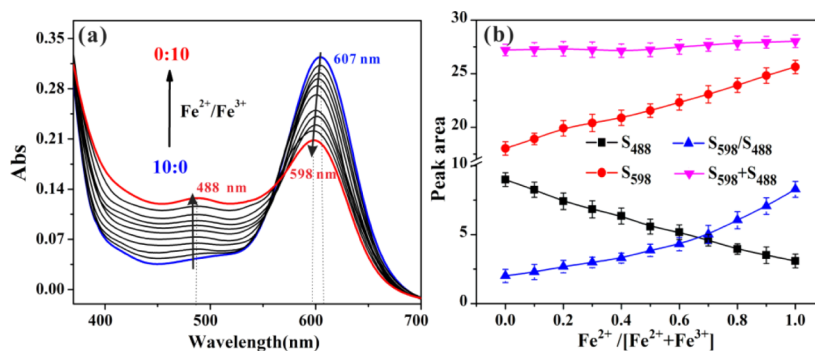 (a)
0:10
Fe²⁺/Fe³⁺
10:0
607 nm
488 nm
598 nm
0.35
0.28
0.21
0.14
0.07
0.00
Abs
400
500
600
700
Wavelength(nm)
(b)
30
25
20
10
5
0
Peak area
S₄₈₈
S₅₉₈/S₄₈₈
S₅₉₈
S₅₉₈+S₄₈₈
0.0
0.2
0.4
0.6
0.8
1.0
Fe²⁺/[Fe²⁺+Fe³⁺]